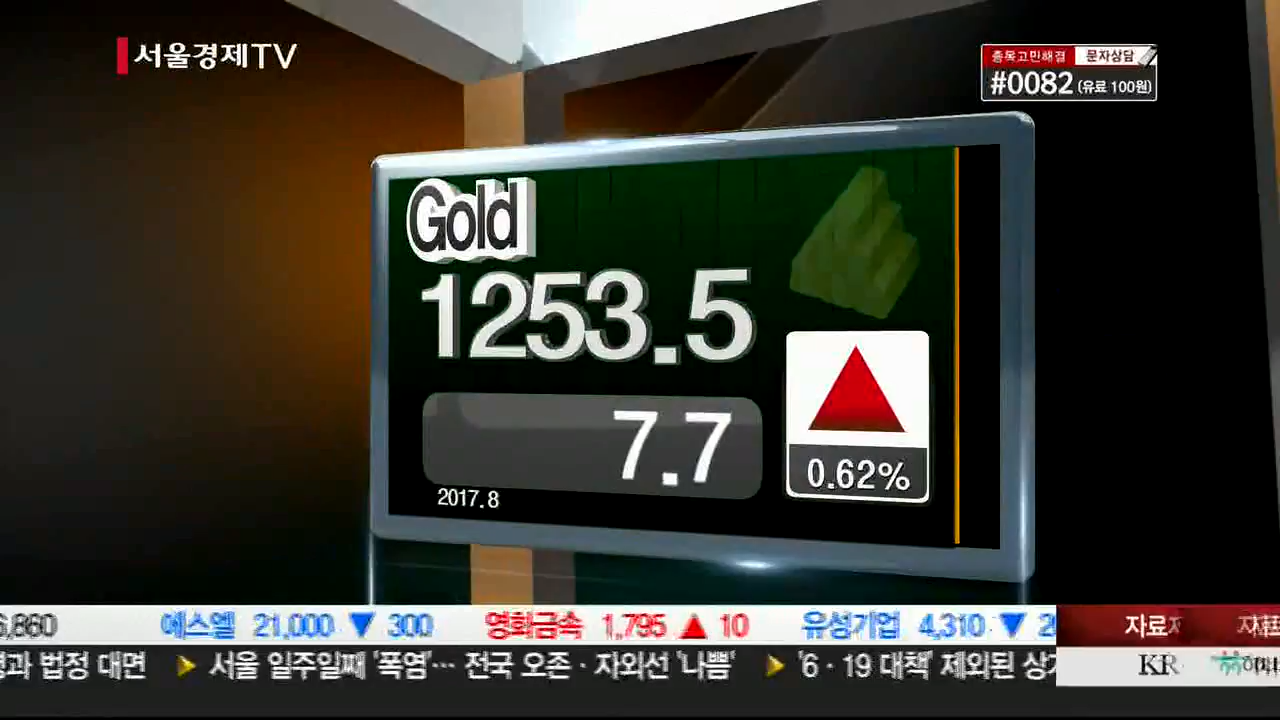 서울경제TV
종목고민해결 문자상담
#0082 (유료 100원)
Gold
1253.5
7.7
0.62%
2017.8
6,860 에스엘 21,000 ▼ 300 영화금속 1,795 ▲ 10 유성기업 4,310 ▼
법정 대면 ▶ 서울 일주일째 '폭염'… 전국 오존·자외선 '나쁨' ▶ '6·19 대책' 제외된
KR